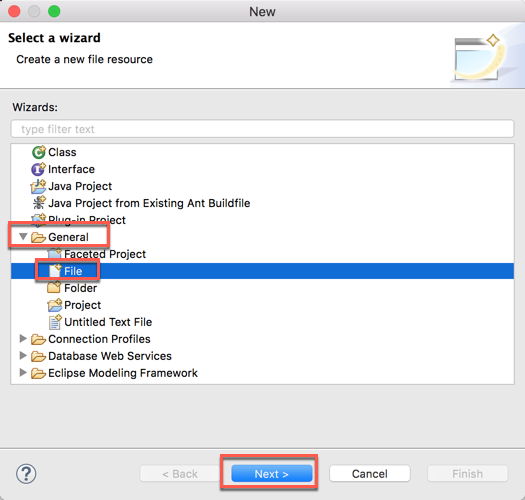 New
Select a wizard
Create a new file resource
Wizards:
type filter text
Class
Interface
Java Project
Java Project from Existing Ant Buildfile
Plug-in Project
General
Faceted Project
File
Folder
Project
Untitled Text File
Connection Profiles
Database Web Services
Eclipse Modeling Framework
? < Back Next > Cancel Finish